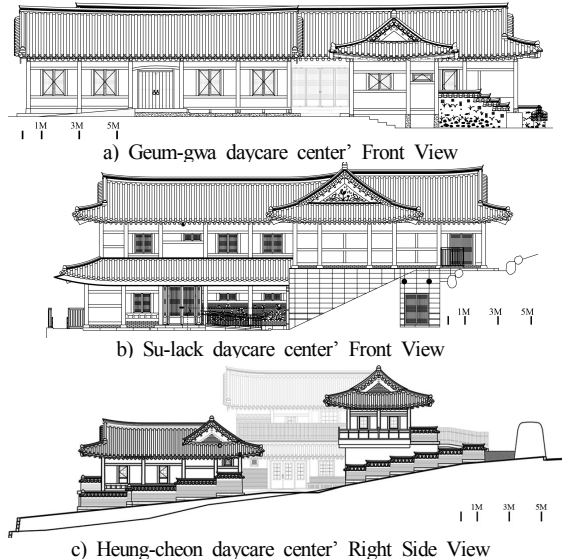 1M 3M 5M
a) Geum-gwa daycare center' Front View
1M 3M 5M
b) Su-lack daycare center' Front View
1M 3M 5M
c) Heung-cheon daycare center' Right Side View